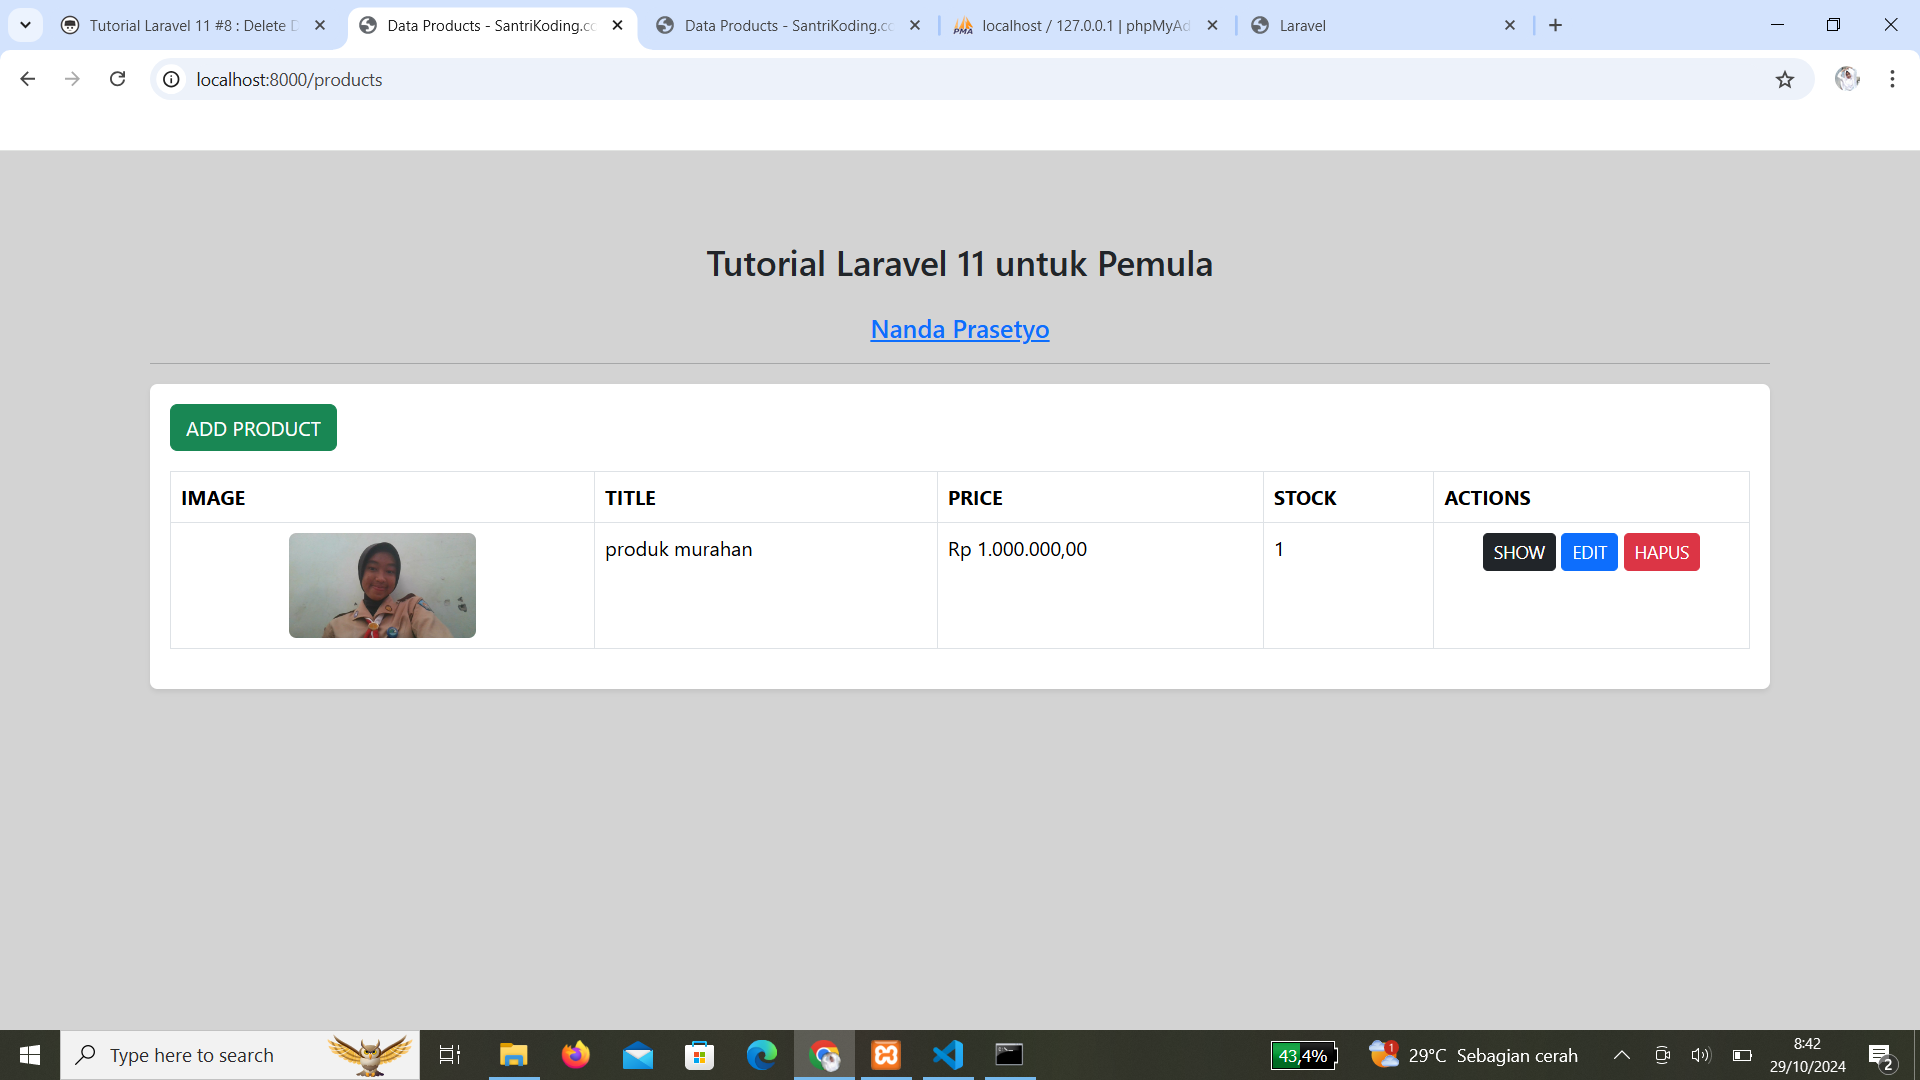 Tutorial Laravel 11 #8 : Delete D
Data Products - SantriKoding.co
Data Products - SantriKoding.co
localhost / 127.0.0.1 | phpMyAd
Laravel
localhost:8000/products
Tutorial Laravel 11 untuk Pemula
Nanda Prasetyo
ADD PRODUCT
IMAGE TITLE PRICE STOCK ACTIONS
produk murahan Rp 1.000.000,00 1 SHOW EDIT HAPUS
Type here to search
43,4%
1
29°C Sebagian cerah
8:42
29/10/2024
2